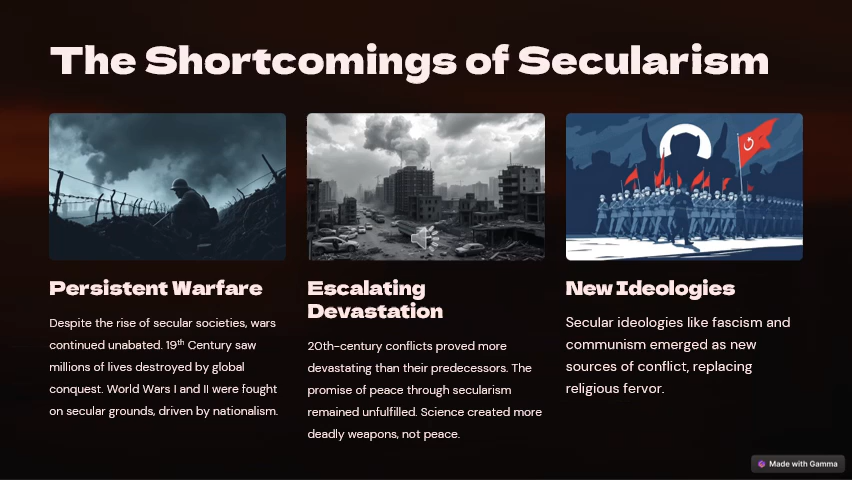 The Shortcomings of Secularism
Persistent Warfare
Despite the rise of secular societies, wars
continued unabated. 19th Century saw
millions of lives destroyed by global
conquest. World Wars I and II were fought
on secular grounds, driven by nationalism.
Escalating
Devastation
20th-century conflicts proved more
devastating than their predecessors. The
promise of peace through secularism
remained unfulfilled. Science created more
deadly weapons, not peace.
New Ideologies
Secular ideologies like fascism and
communism emerged as new
sources of conflict, replacing
religious fervor.
Made with Gamma